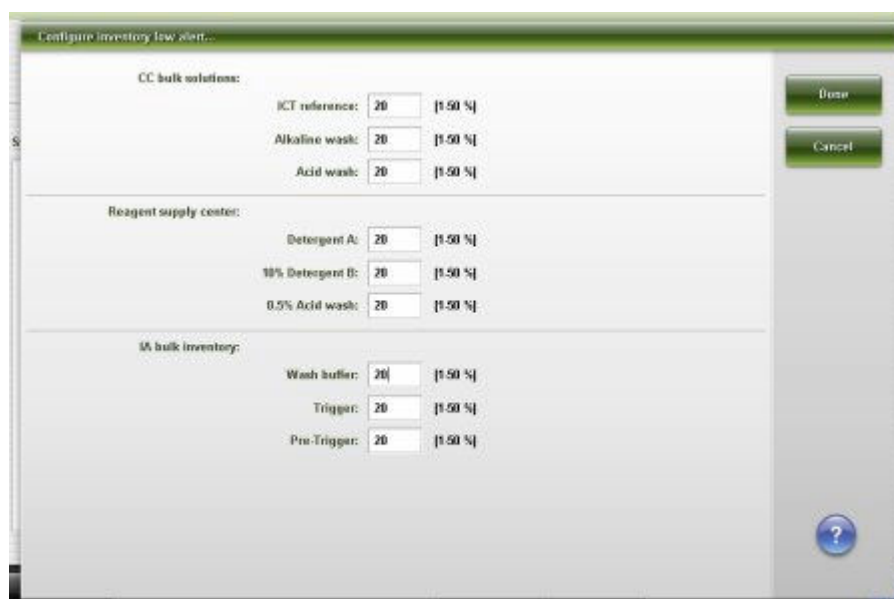 Configure inventory low alert...
CC bulk solutions:
ICT reference: 20 [1-50 %]
Alkaline wash: 20 [1-50 %]
Acid wash: 20 [1-50 %]
Reagent supply center:
Detergent A: 20 [1-50 %]
10% Detergent B: 20 [1-50 %]
0.5% Acid wash: 20 [1-50 %]
IA bulk inventory:
Wash buffer: 20 [1-50 %]
Trigger: 20 [1-50 %]
Pre-Trigger: 20 [1-50 %]
Done
Cancel
?